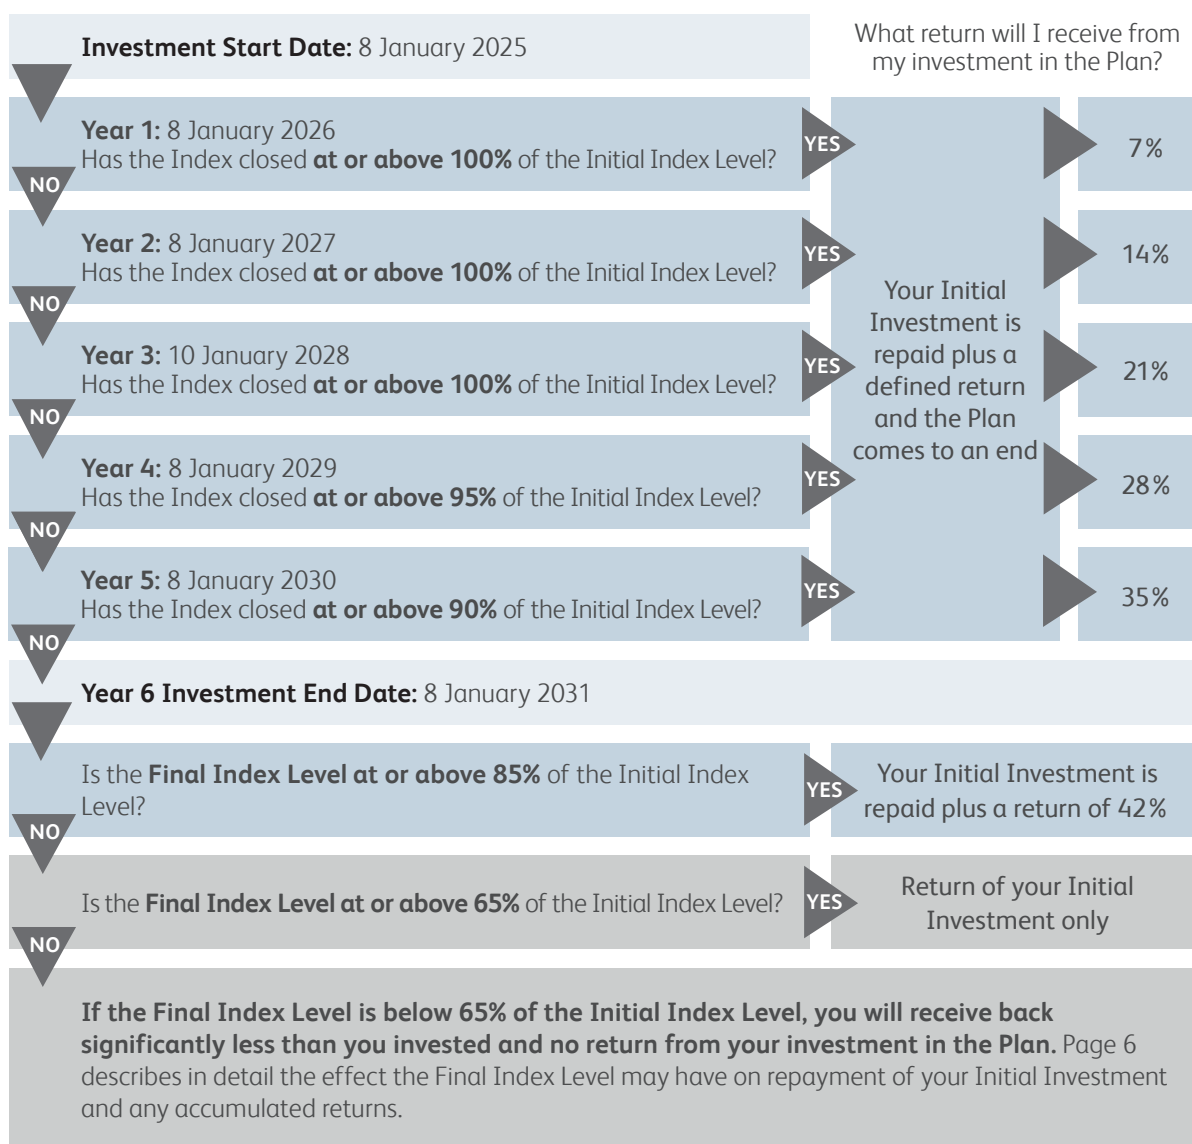 Investment Start Date: 8 January 2025
What return will I receive from
my investment in the Plan?
Year 1: 8 January 2026
Has the Index closed at or above 100% of the Initial Index Level?
YES
7%
NO
Year 2: 8 January 2027
Has the Index closed at or above 100% of the Initial Index Level?
YES
14%
NO
Year 3: 10 January 2028
Has the Index closed at or above 100% of the Initial Index Level?
YES
21%
NO
Year 4: 8 January 2029
Has the Index closed at or above 95% of the Initial Index Level?
YES
28%
NO
Year 5: 8 January 2030
Has the Index closed at or above 90% of the Initial Index Level?
YES
35%
NO
Your Initial
Investment is
repaid plus a
defined return
and the Plan
comes to an end
Year 6 Investment End Date: 8 January 2031
Is the Final Index Level at or above 85% of the Initial Index
Level?
YES
Your Initial Investment is
repaid plus a return of 42%
NO
Is the Final Index Level at or above 65% of the Initial Index Level?
YES
Return of your Initial
Investment only
NO
If the Final Index Level is below 65% of the Initial Index Level, you will receive back
significantly less than you invested and no return from your investment in the Plan. Page 6
describes in detail the effect the Final Index Level may have on repayment of your Initial Investment
and any accumulated returns.